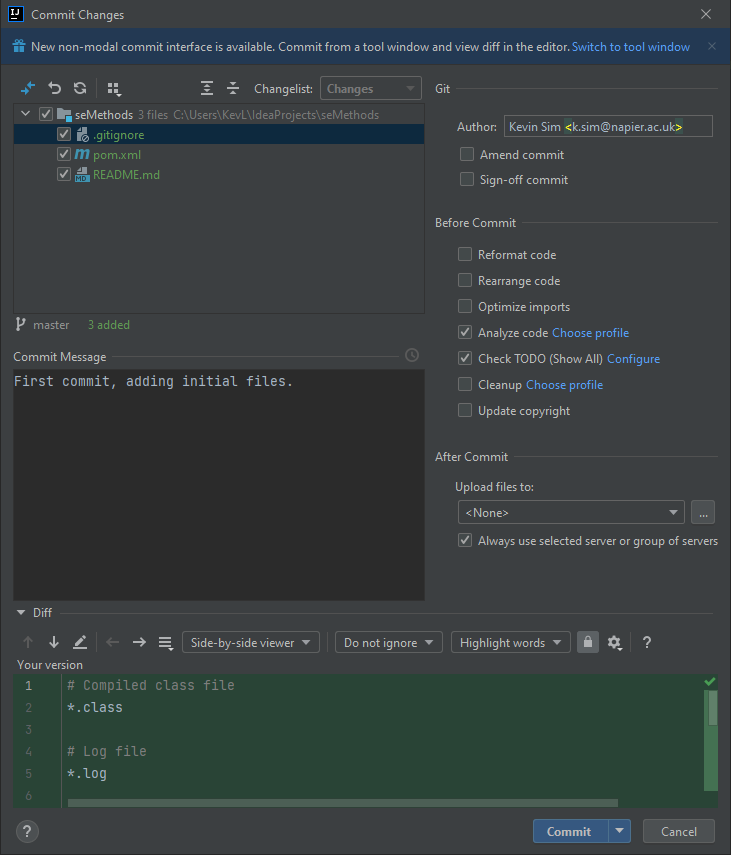 IJ Commit Changes
New non-modal commit interface is available. Commit from a tool window and view diff in the editor. Switch to tool window
Changelist: Changes
seMethods 3 files C:\Users\KevL\IdeaProjects\seMethods
.gitignore
m pom.xml
MD README.md
master 3 added
Commit Message
First commit, adding initial files.
Git
Author: Kevin Sim <k.sim@napier.ac.uk>
Amend commit
Sign-off commit
Before Commit
Reformat code
Rearrange code
Optimize imports
Analyze code Choose profile
Check TODO (Show All) Configure
Cleanup Choose profile
Update copyright
After Commit
Upload files to:
<None> ...
Always use selected server or group of servers
Diff
Side-by-side viewer Do not ignore Highlight words ?
Your version
1 # Compiled class file
2 *.class
3
4 # Log file
5 *.log
6
? Commit Cancel